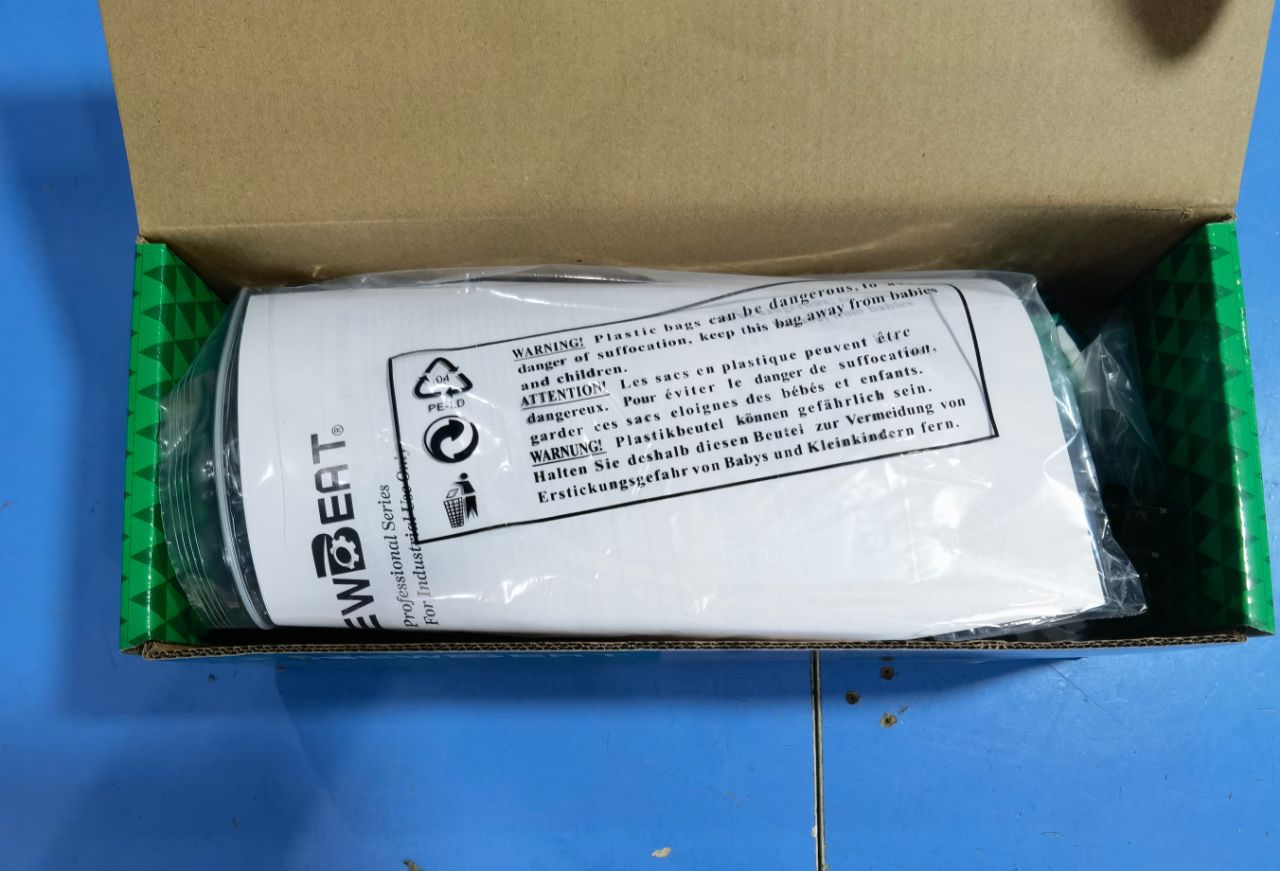 WARNING! Plastic bags can be dangerous, to
danger of suffocation, keep this bag away from babies
and children.
ATTENTION! Les sacs en plastique peuvent être
dangereux. Pour éviter le danger de suffocation,
garder ces sacs eloignes des bébés et enfants.
WARNUNG! Plastikbeutel können gefährlich sein.
Halten Sie deshalb diesen Beutel zur Vermeidung von
Erstickungsgefahr von Babys und Kleinkindern fern.
04
PE-LD
EWBEAT®
Professional Series
For Industrial Use Only